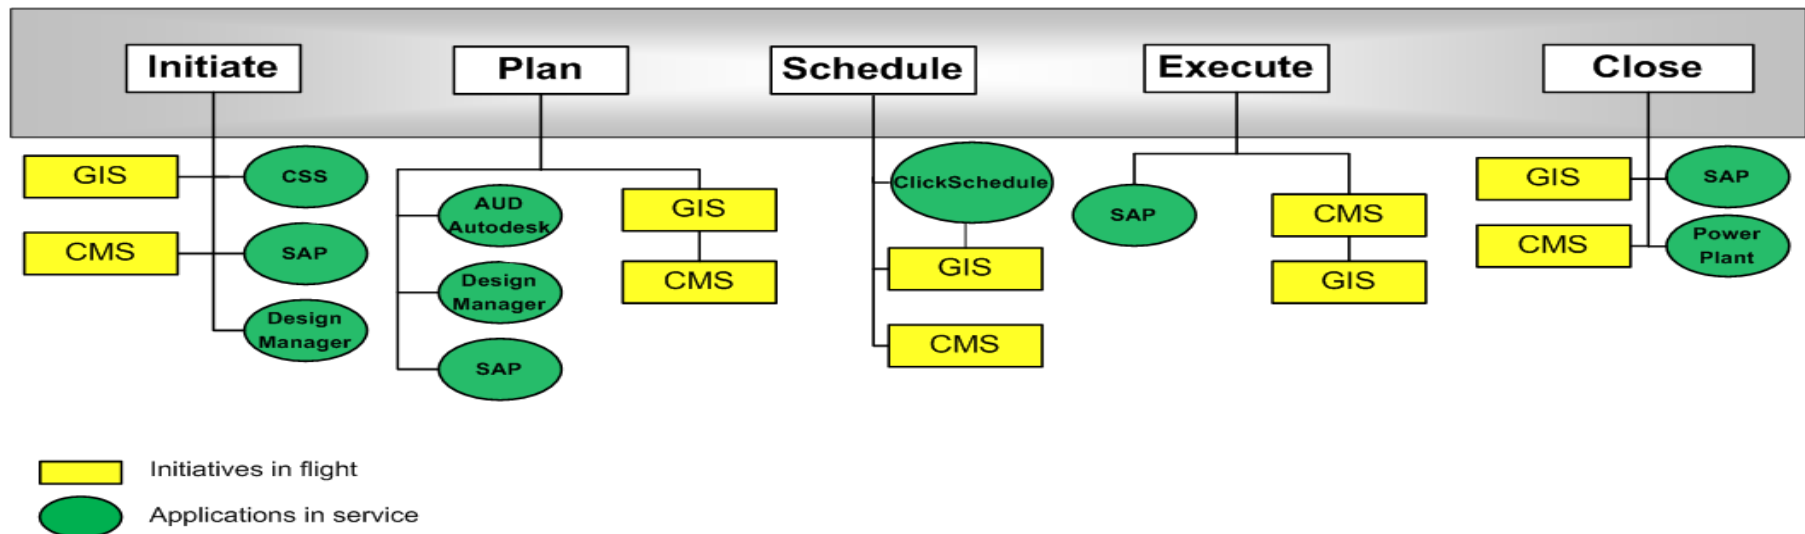 Initiate
Plan
Schedule
Execute
Close
GIS
CSS
CMS
SAP
Design
Manager
AUD
Autodesk
Design
Manager
SAP
GIS
CMS
ClickSchedule
GIS
CMS
SAP
CMS
GIS
GIS
SAP
CMS
Power
Plant
Initiatives in flight
Applications in service